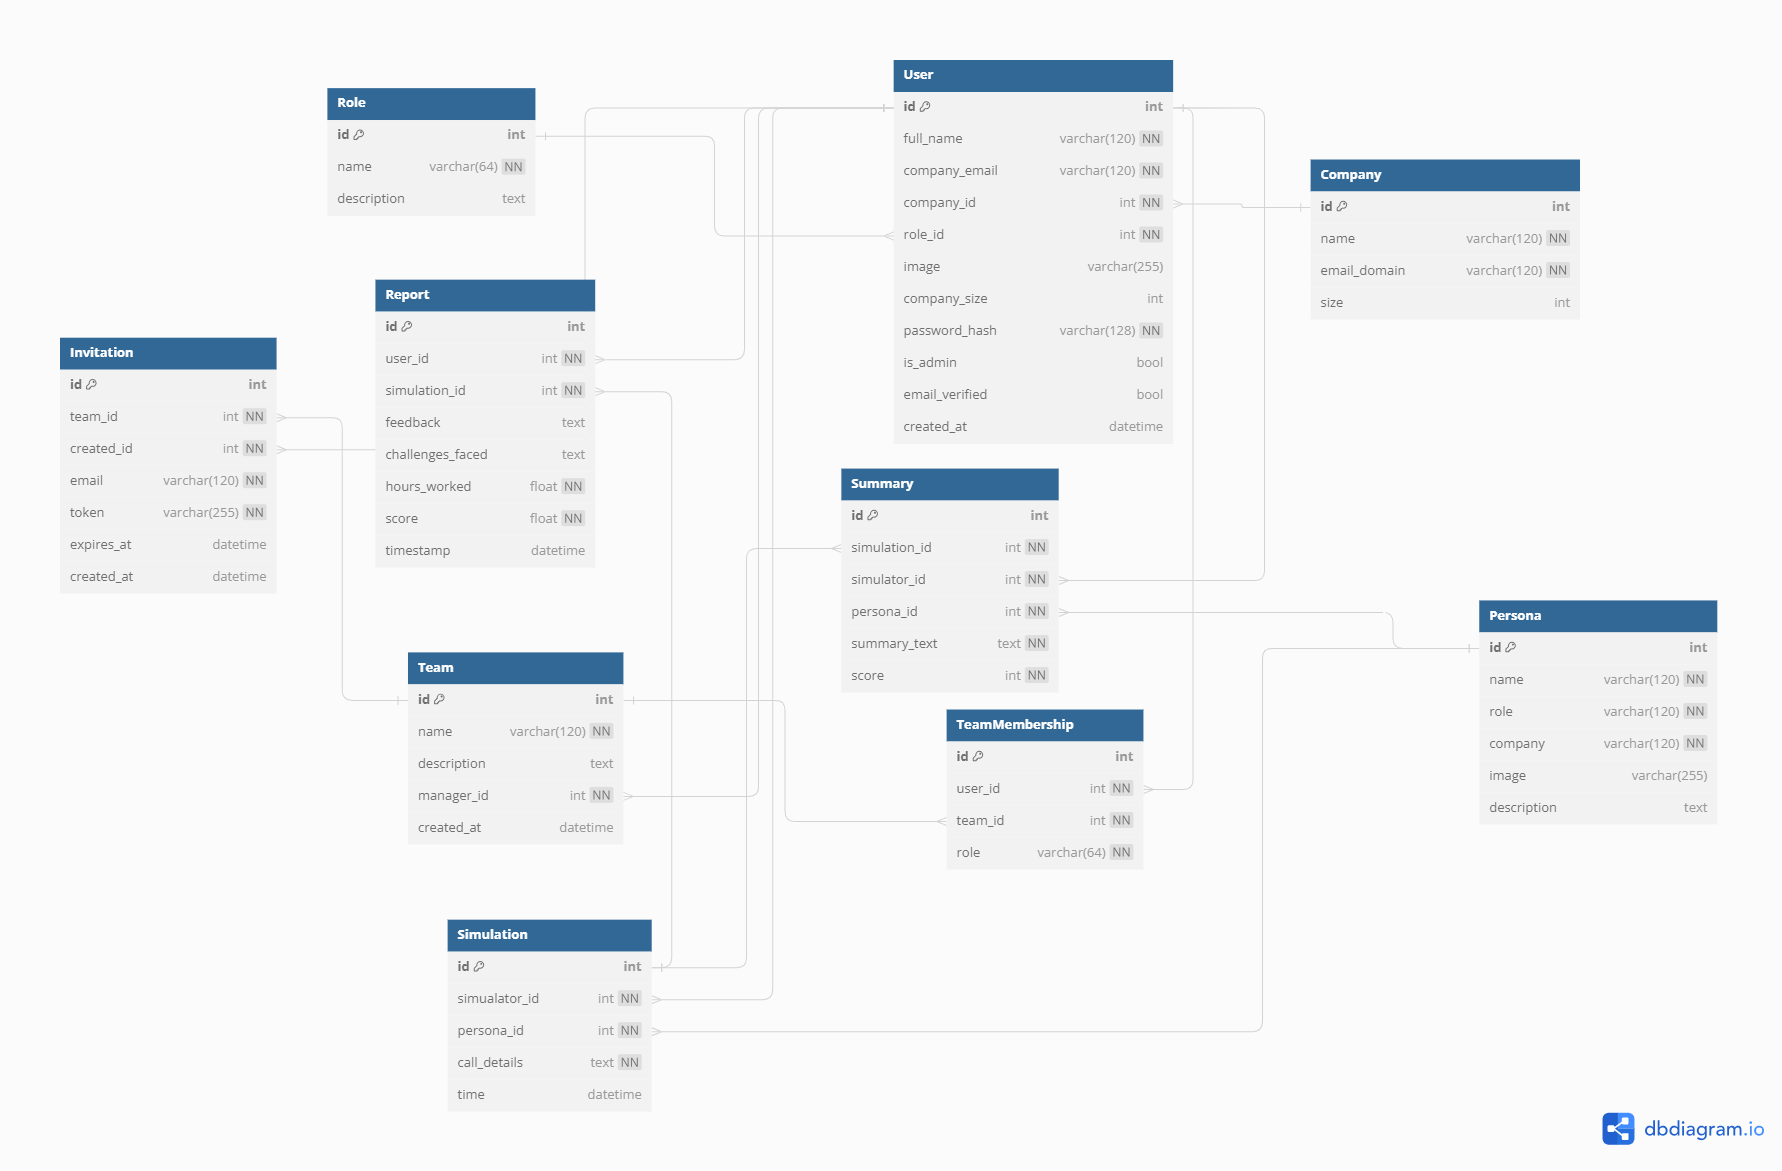 Role
id int
name varchar(64) NN
description text
User
id int
full_name varchar(120) NN
company_email varchar(120) NN
company_id int NN
role_id int NN
image varchar(255)
company_size int
password_hash varchar(128) NN
is_admin bool
email_verified bool
created_at datetime
Company
id int
name varchar(120) NN
email_domain varchar(120) NN
size int
Report
id int
user_id int NN
simulation_id int NN
feedback text
challenges_faced text
hours_worked float NN
score float NN
timestamp datetime
Invitation
id int
team_id int NN
created_id int NN
email varchar(120) NN
token varchar(255) NN
expires_at datetime
created_at datetime
Summary
id int
simulation_id int NN
simulator_id int NN
persona_id int NN
summary_text text NN
score int NN
Persona
id int
name varchar(120) NN
role varchar(120) NN
company varchar(120) NN
image varchar(255)
description text
Team
id int
name varchar(120) NN
description text
manager_id int NN
created_at datetime
TeamMembership
id int
user_id int NN
team_id int NN
role varchar(64) NN
Simulation
id int
simualator_id int NN
persona_id int NN
call_details text NN
time datetime
dbdiagram.io